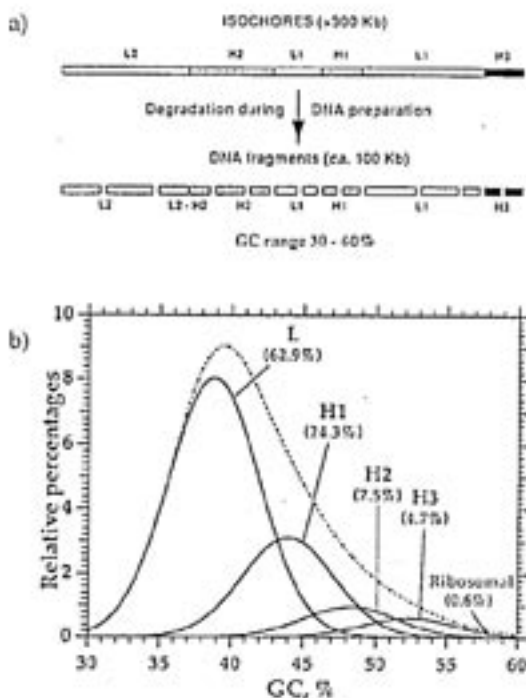 a)
ISOCHORES (>300 Kb)
L2 H2 L1 H1 L1 H3
Degradation during DNA preparation
DNA fragments (ca. 100 Kb)
L2 L2-H2 H2 L1 H1 L1 H3
GC range 30 - 60%
b)
Relative percentages
10
8
6
4
2
0
L
(62.9%)
H1
(24.3%)
H2
(7.5%)
H3
(4.7%)
Ribosomal
(0.6%)
30 35 40 45 50 55 60
GC, %